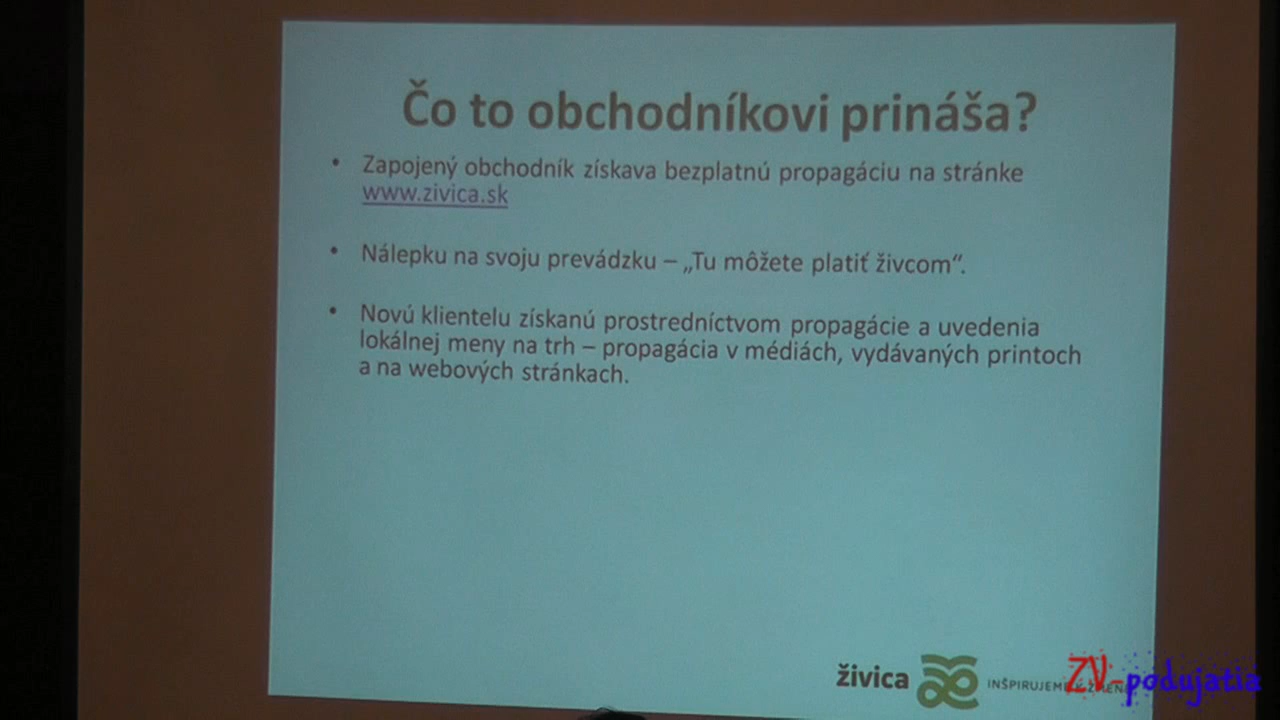 Čo to obchodníkovi prináša?
• Zapojený obchodník získava bezplatnú propagáciu na stránke
www.zivica.sk
• Nálepku na svoju prevádzku – „Tu môžete platiť živcom“.
• Novú klientelu získanú prostredníctvom propagácie a uvedenia
lokálnej meny na trh – propagácia v médiách, vydávaných printoch
a na webových stránkach.
živica
INŠPIRUJEME
ZV-podujatia